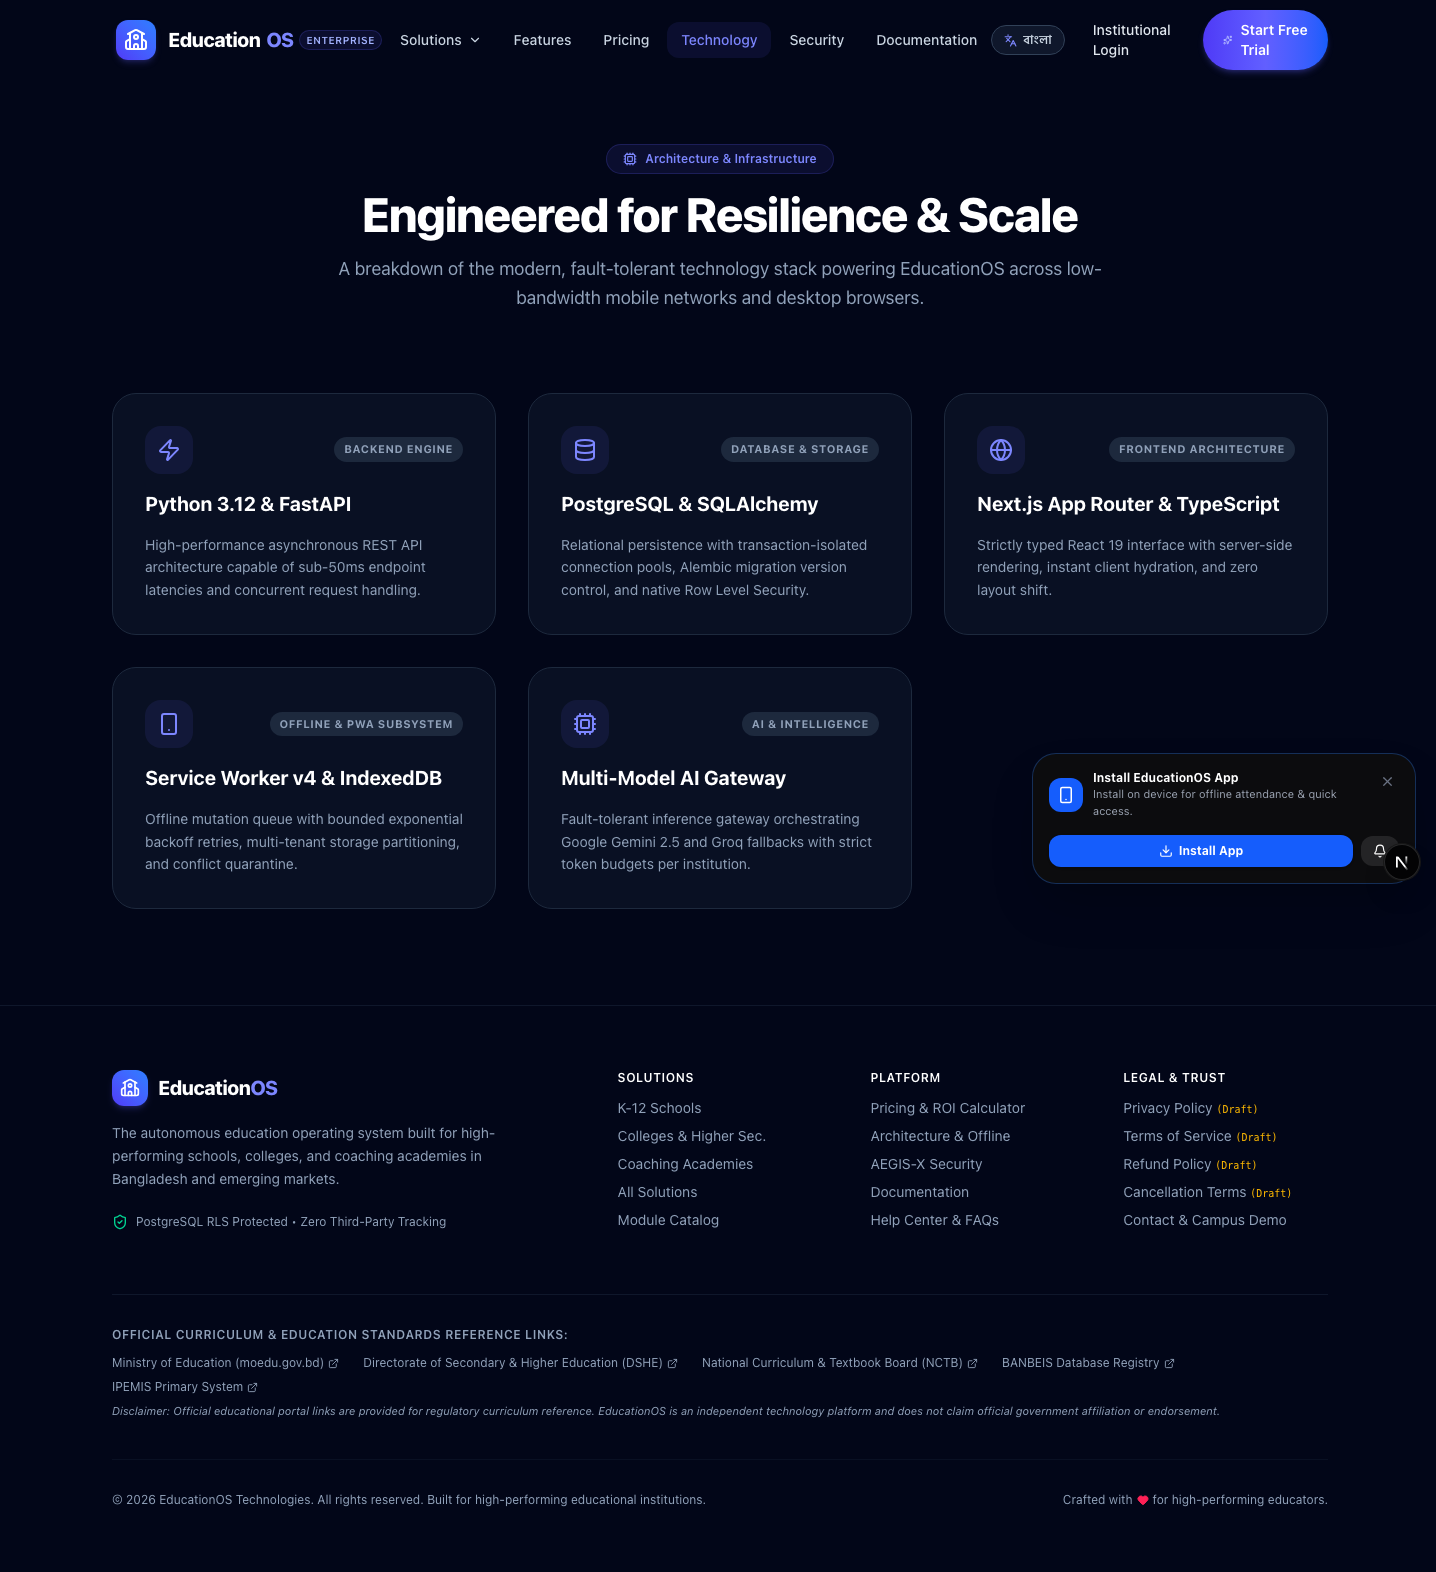 Education OS ENTERPRISE Solutions Features Pricing Technology Security Documentation বাংলা Institutional Login Start Free Trial
Architecture & Infrastructure
Engineered for Resilience & Scale
A breakdown of the modern, fault-tolerant technology stack powering EducationOS across low-
bandwidth mobile networks and desktop browsers.
BACKEND ENGINE
Python 3.12 & FastAPI
High-performance asynchronous REST API
architecture capable of sub-50ms endpoint
latencies and concurrent request handling.
DATABASE & STORAGE
PostgreSQL & SQLAlchemy
Relational persistence with transaction-isolated
connection pools, Alembic migration version
control, and native Row Level Security.
FRONTEND ARCHITECTURE
Next.js App Router & TypeScript
Strictly typed React 19 interface with server-side
rendering, instant client hydration, and zero
layout shift.
OFFLINE & PWA SUBSYSTEM
Service Worker v4 & IndexedDB
Offline mutation queue with bounded exponential
backoff retries, multi-tenant storage partitioning,
and conflict quarantine.
AI & INTELLIGENCE
Multi-Model AI Gateway
Fault-tolerant inference gateway orchestrating
Google Gemini 2.5 and Groq fallbacks with strict
token budgets per institution.
Install EducationOS App
Install on device for offline attendance & quick
access.
Install App
N
EducationOS
The autonomous education operating system built for high-
performing schools, colleges, and coaching academies in
Bangladesh and emerging markets.
PostgreSQL RLS Protected • Zero Third-Party Tracking
SOLUTIONS
K-12 Schools
Colleges & Higher Sec.
Coaching Academies
All Solutions
Module Catalog
PLATFORM
Pricing & ROI Calculator
Architecture & Offline
AEGIS-X Security
Documentation
Help Center & FAQs
LEGAL & TRUST
Privacy Policy (Draft)
Terms of Service (Draft)
Refund Policy (Draft)
Cancellation Terms (Draft)
Contact & Campus Demo
OFFICIAL CURRICULUM & EDUCATION STANDARDS REFERENCE LINKS:
Ministry of Education (moedu.gov.bd) Directorate of Secondary & Higher Education (DSHE) National Curriculum & Textbook Board (NCTB) BANBEIS Database Registry
IPEMIS Primary System
Disclaimer: Official educational portal links are provided for regulatory curriculum reference. EducationOS is an independent technology platform and does not claim official government affiliation or endorsement.
© 2026 EducationOS Technologies. All rights reserved. Built for high-performing educational institutions.
Crafted with ♥ for high-performing educators.